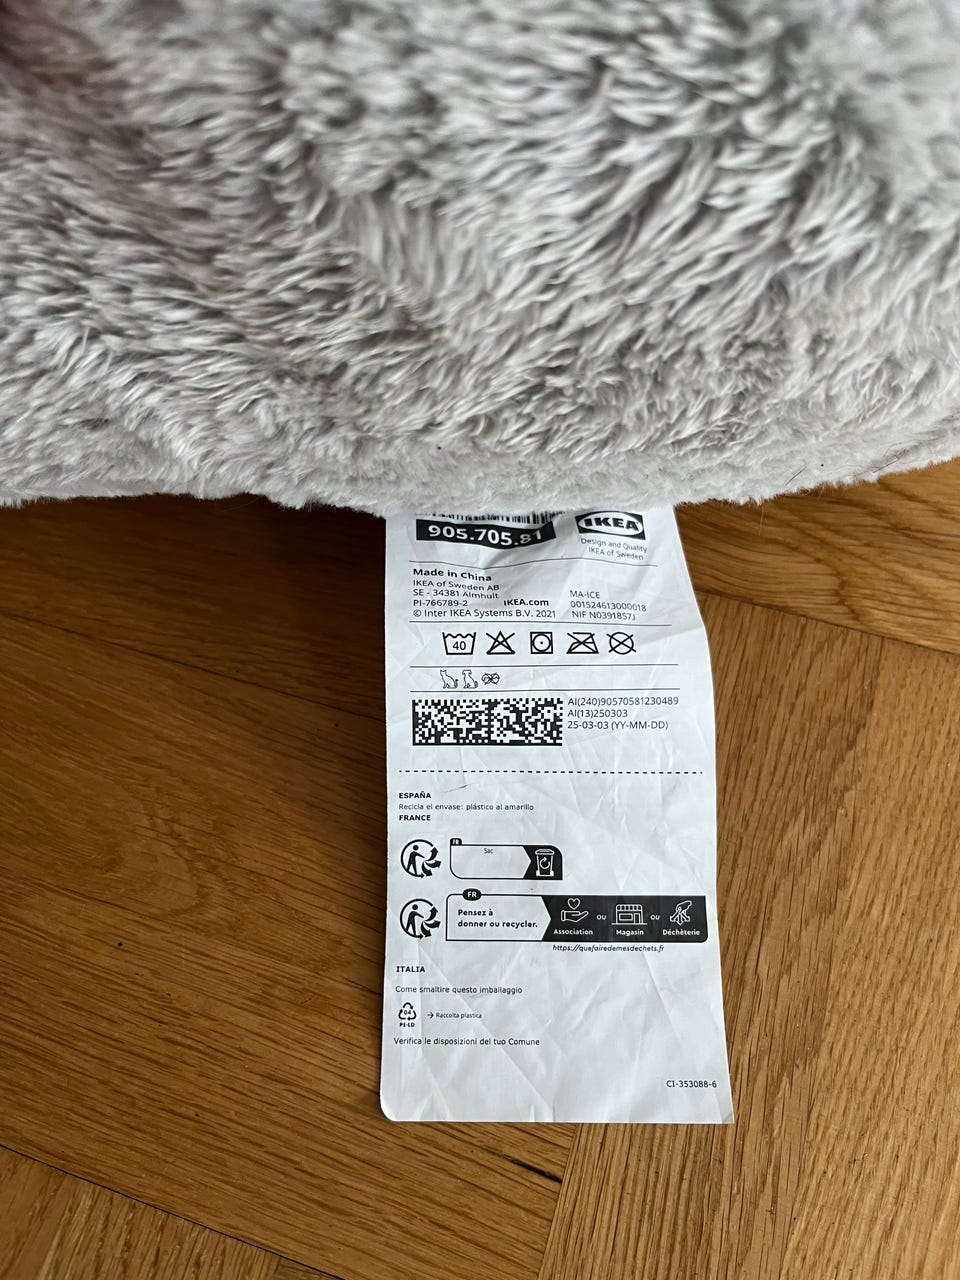 905.705.81
IKEA
Design and Quality
IKEA of Sweden
Made in China
IKEA of Sweden AB
SE - 34381 Älmhult
PI-766789-2
IKEA.com
© Inter IKEA Systems B.V. 2021
MA-ICE
001524613000018
NIF N0391857J
40
AI(240)90570581230489
AI(13)250303
25-03-03 (YY-MM-DD)
ESPAÑA
Recicla el envase: plástico al amarillo
FRANCE
FR
Sac
FR
Pensez à
donner ou recycler.
Association
OU
Magasin
OU
Déchèterie
https://quefairedemesdechets.fr
ITALIA
Come smaltire questo imballaggio
04
PE-LD
→ Raccolta plastica
Verifica le disposizioni del tuo Comune
CI-353088-6